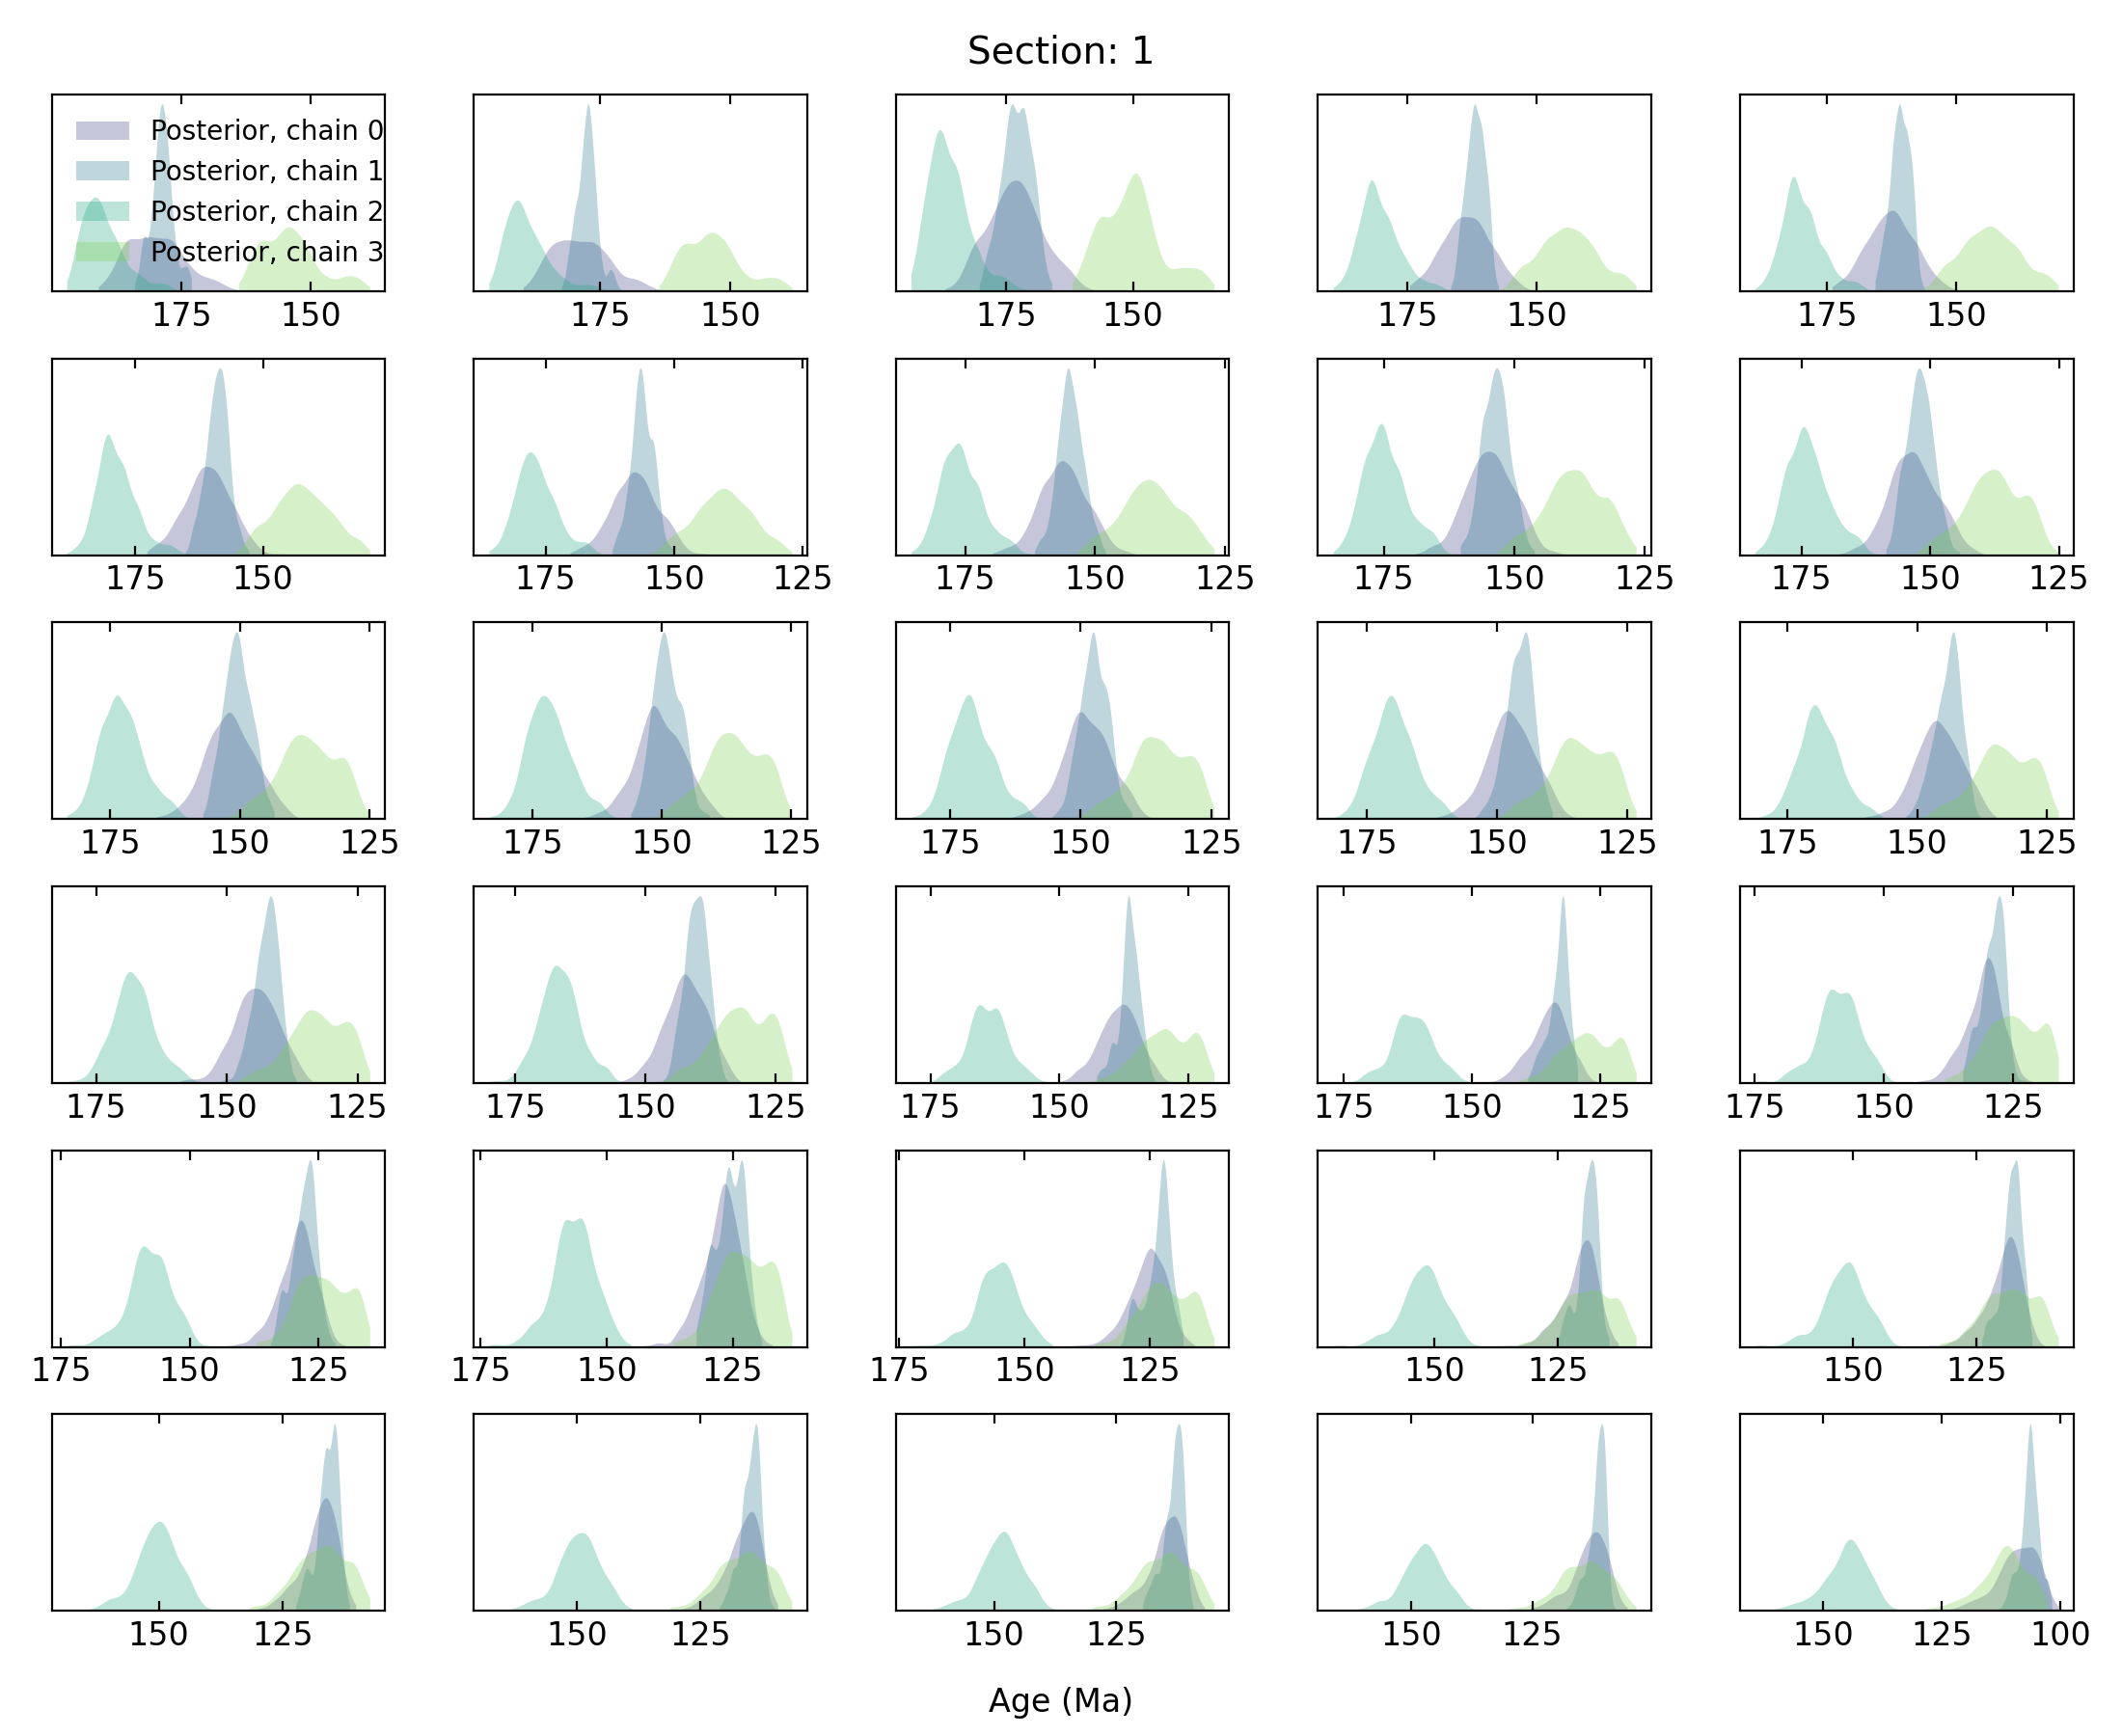 Section: 1
Posterior, chain 0
Posterior, chain 1
Posterior, chain 2
Posterior, chain 3
175 150 175 150 175 150 175 150 175 150
175 150 175 150 125 175 150 125 175 150 125 175 150 125
175 150 125 175 150 125 175 150 125 175 150 125 175 150 125
175 150 125 175 150 125 175 150 125 175 150 125 175 150 125
175 150 125 175 150 125 175 150 125 150 125 150 125
150 125 150 125 150 125 150 125 150 125 100
Age (Ma)